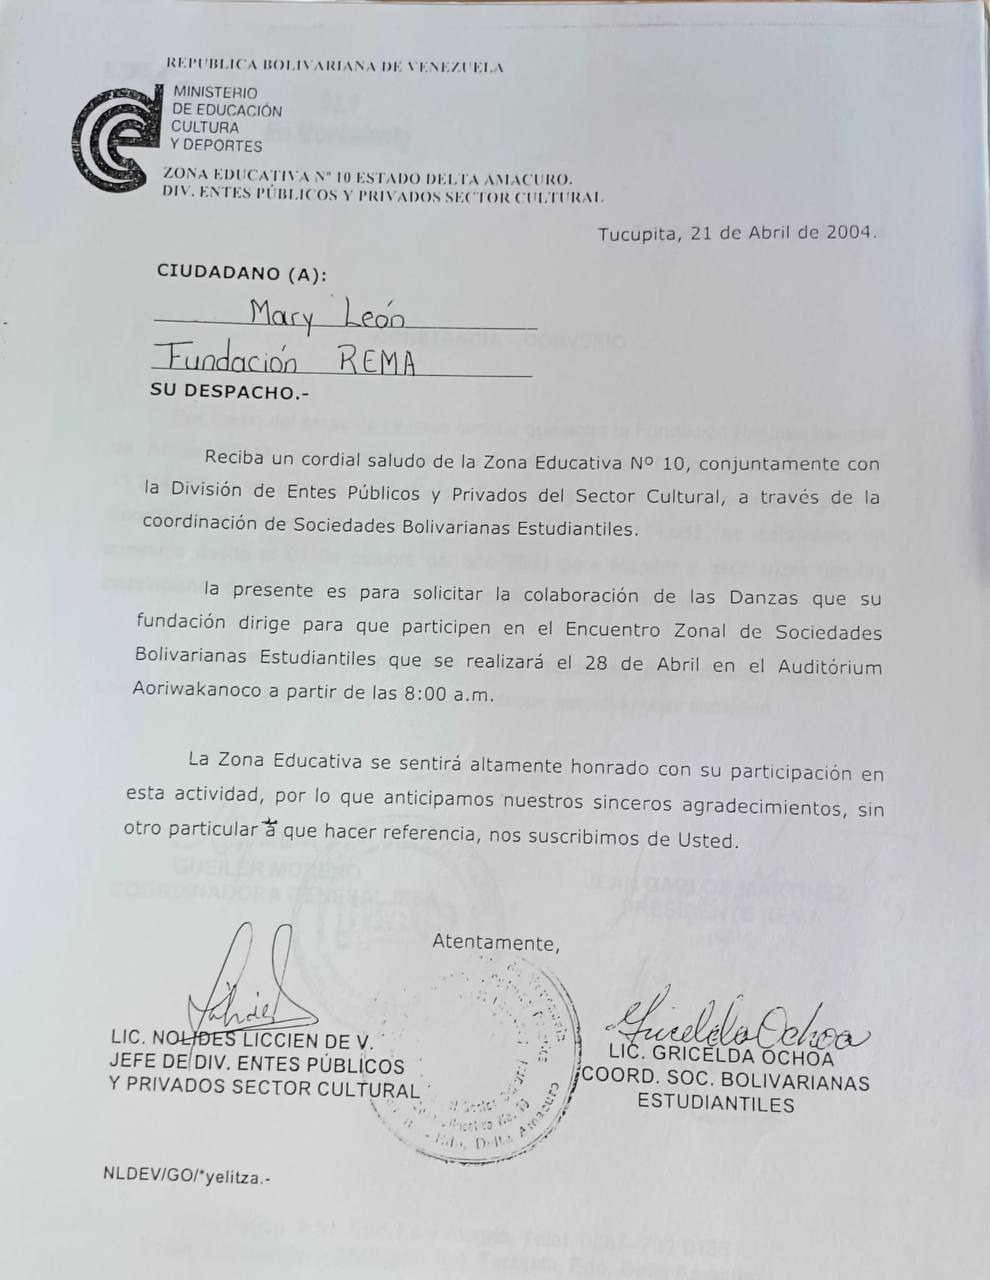 REPUBLICA BOLIVARIANA DE VENEZUELA
MINISTERIO
DE EDUCACIÓN
CULTURA
Y DEPORTES
ZONA EDUCATIVA Nº 10 ESTADO DELTA AMACURO.
DIV. ENTES PÚBLICOS Y PRIVADOS SECTOR CULTURAL
Tucupita, 21 de Abril de 2004.
CIUDADANO (A):
Mary León
Fundación REMA
SU DESPACHO.-
Reciba un cordial saludo de la Zona Educativa Nº 10, conjuntamente con
la División de Entes Públicos y Privados del Sector Cultural, a través de la
coordinación de Sociedades Bolivarianas Estudiantiles.
la presente es para solicitar la colaboración de las Danzas que su
fundación dirige para que participen en el Encuentro Zonal de Sociedades
Bolivarianas Estudiantiles que se realizará el 28 de Abril en el Auditórium
Aoriwakanoco a partir de las 8:00 a.m.
La Zona Educativa se sentirá altamente honrado con su participación en
esta actividad, por lo que anticipamos nuestros sinceros agradecimientos, sin
otro particular a que hacer referencia, nos suscribimos de Usted.
Atentamente,
LIC. NOLIDES LICCIEN DE V.
JEFE DE DIV. ENTES PÚBLICOS
Y PRIVADOS SECTOR CULTURAL
Gricelda Ochoa
LIC. GRICELDA OCHOA
COORD. SOC. BOLIVARIANAS
ESTUDIANTILES
Edo. Delta Amacuro
NLDEV/GO/*yelitza.-